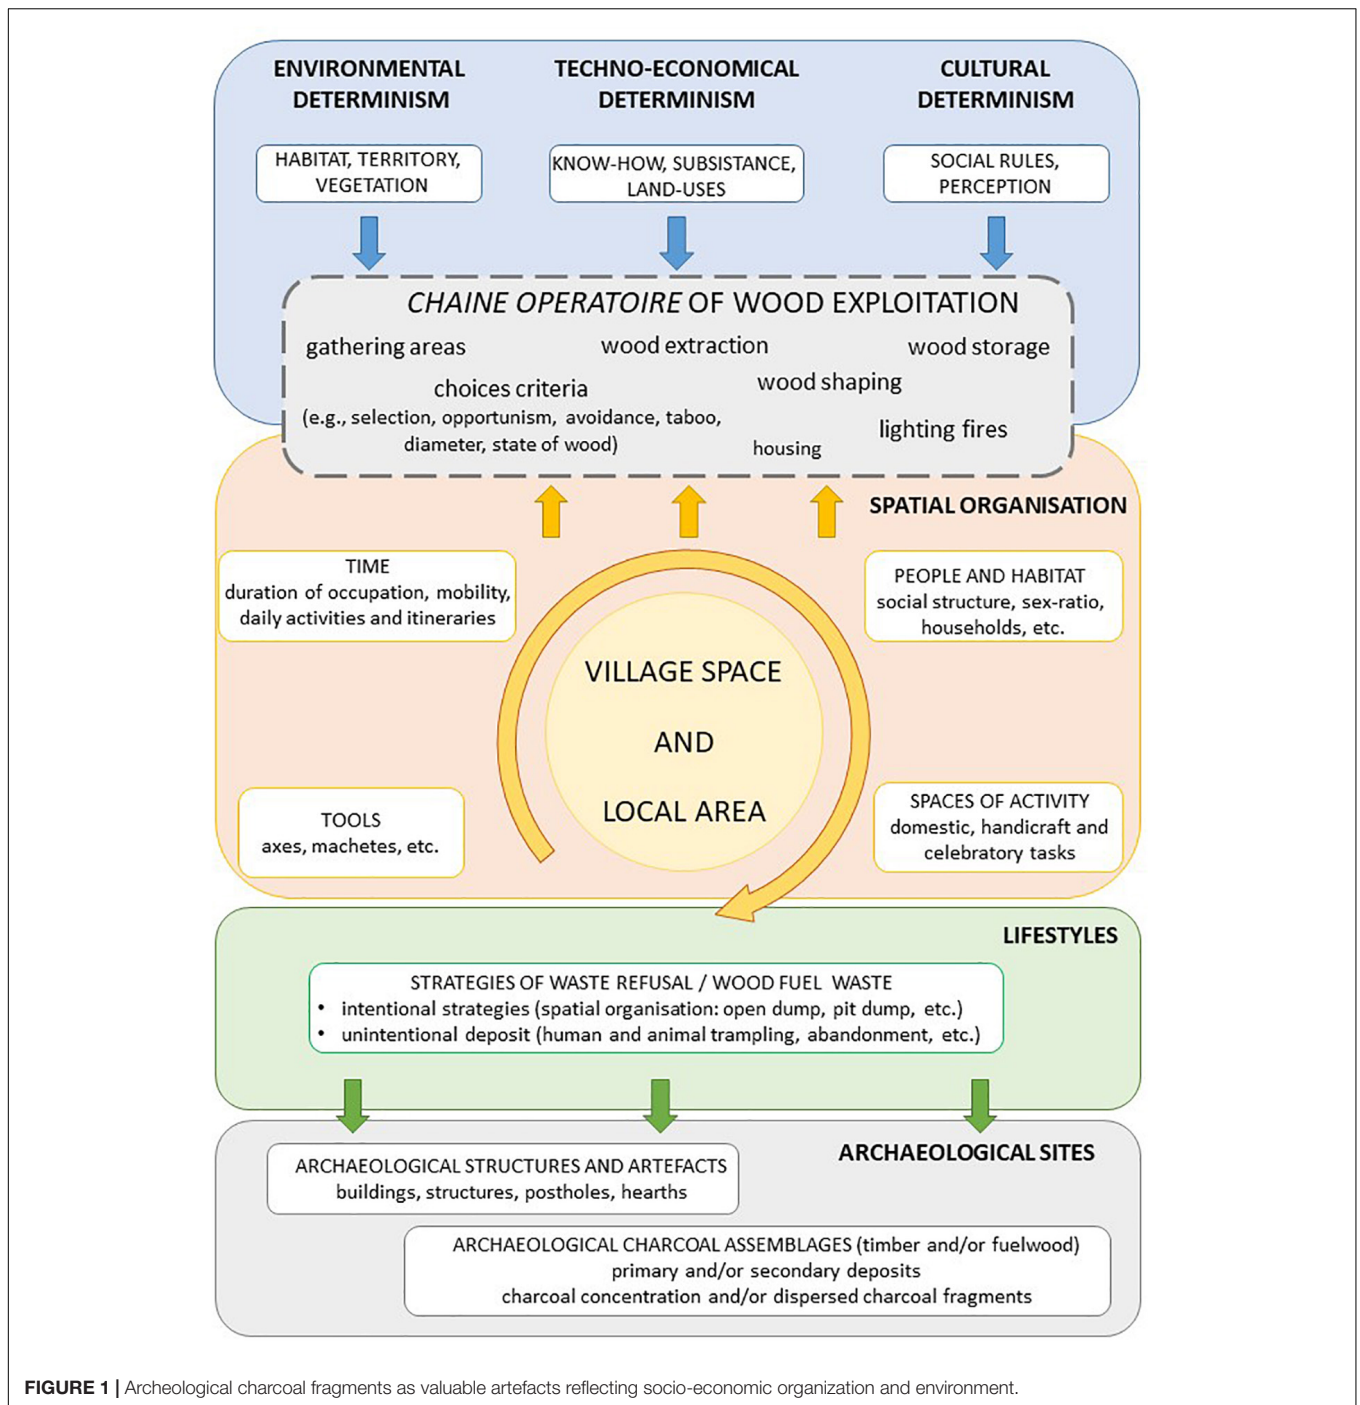 ENVIRONMENTAL
DETERMINISM
TECHNO-ECONOMICAL
DETERMINISM
CULTURAL
DETERMINISM
HABITAT, TERRITORY,
VEGETATION
KNOW-HOW, SUBSISTANCE,
LAND-USES
SOCIAL RULES,
PERCEPTION
CHAINE OPERATOIRE OF WOOD EXPLOITATION
gathering areas
wood extraction
wood storage
choices criteria
(e.g., selection, opportunism, avoidance, taboo,
diameter, state of wood)
wood shaping
housing
lighting fires
SPATIAL ORGANISATION
TIME
duration of occupation, mobility,
daily activities and itineraries
PEOPLE AND HABITAT
social structure, sex-ratio,
households, etc.
VILLAGE SPACE
AND
LOCAL AREA
TOOLS
axes, machetes, etc.
SPACES OF ACTIVITY
domestic, handicraft and
celebratory tasks
LIFESTYLES
STRATEGIES OF WASTE REFUSAL / WOOD FUEL WASTE
• intentional strategies (spatial organisation: open dump, pit dump, etc.)
• unintentional deposit (human and animal trampling, abandonment, etc.)
ARCHAEOLOGICAL SITES
ARCHAEOLOGICAL STRUCTURES AND ARTEFACTS
buildings, structures, postholes, hearths
ARCHAEOLOGICAL CHARCOAL ASSEMBLAGES (timber and/or fuelwood)
primary and/or secondary deposits
charcoal concentration and/or dispersed charcoal fragments
FIGURE 1 | Archeological charcoal fragments as valuable artefacts reflecting socio-economic organization and environment.